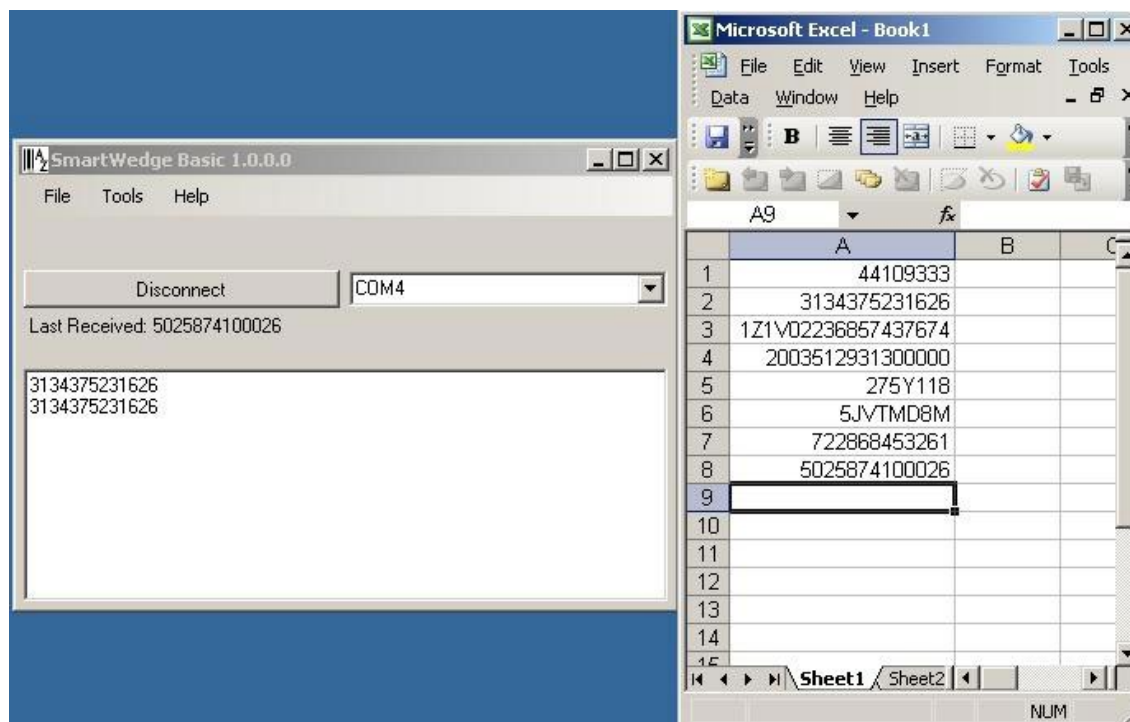 SmartWedge Basic 1.0.0.0
File Tools Help
Disconnect COM4
Last Received: 5025874100026
3134375231626
3134375231626
Microsoft Excel - Book1
File Edit View Insert Format Tools
Data Window Help
B
A9 fx
A B C
1 44109333
2 3134375231626
3 1Z1V02236857437674
4 2003512931300000
5 275Y118
6 5JVTMD8M
7 722868453261
8 5025874100026
9
10
11
12
13
14
15
Sheet1 Sheet2
NUM